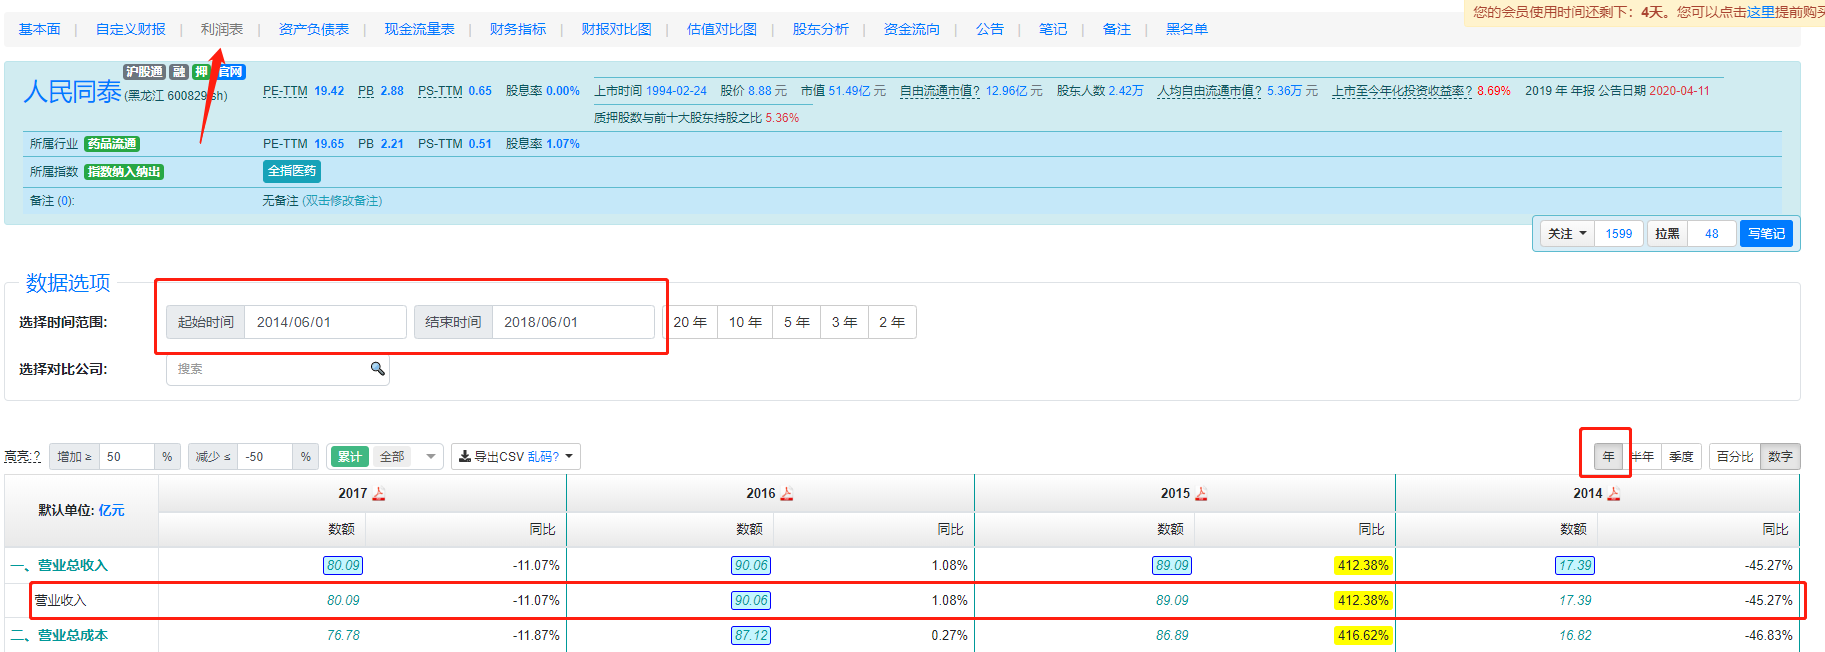 您的会员使用时间还剩下：4天。您可以点击这里提前购买
基本面 | 自定义财报 | 利润表 | 资产负债表 | 现金流量表 | 财务指标 | 财报对比图 | 估值对比图 | 股东分析 | 资金流向 | 公告 | 笔记 | 备注 | 黑名单
沪股通 融 押 官网
人民同泰 (黑龙江 600829.sh) PE-TTM 19.42 PB 2.88 PS-TTM 0.65 股息率 0.00% 上市时间 1994-02-24 股价 8.88 元 市值 51.49亿 元 自由流通市值? 12.96亿 元 股东人数 2.42万 人均自由流通市值? 5.36万 元 上市至今年化投资收益率? 8.69% 2019 年 年报 公告日期 2020-04-11
质押股数与前十大股东持股之比 5.36%
所属行业 药品流通 PE-TTM 19.65 PB 2.21 PS-TTM 0.51 股息率 1.07%
所属指数 指数纳入纳出 全指医药
备注 (0): 无备注 (双击修改备注)
关注 1599 拉黑 48 写笔记
数据选项
选择时间范围: 起始时间 2014/06/01 结束时间 2018/06/01 20 年 10 年 5 年 3 年 2 年
选择对比公司: 搜索
高亮:? 增加 ≥ 50 % 减少 ≤ -50 % 累计 全部 导出CSV 乱码? 年 半年 季度 百分比 数字
默认单位: 亿元 2017 2016 2015 2014
数额 同比 数额 同比 数额 同比 数额 同比
一、营业总收入 80.09 -11.07% 90.06 1.08% 89.09 412.38% 17.39 -45.27%
营业收入 80.09 -11.07% 90.06 1.08% 89.09 412.38% 17.39 -45.27%
二、营业总成本 76.78 -11.87% 87.12 0.27% 86.89 416.62% 16.82 -46.83%